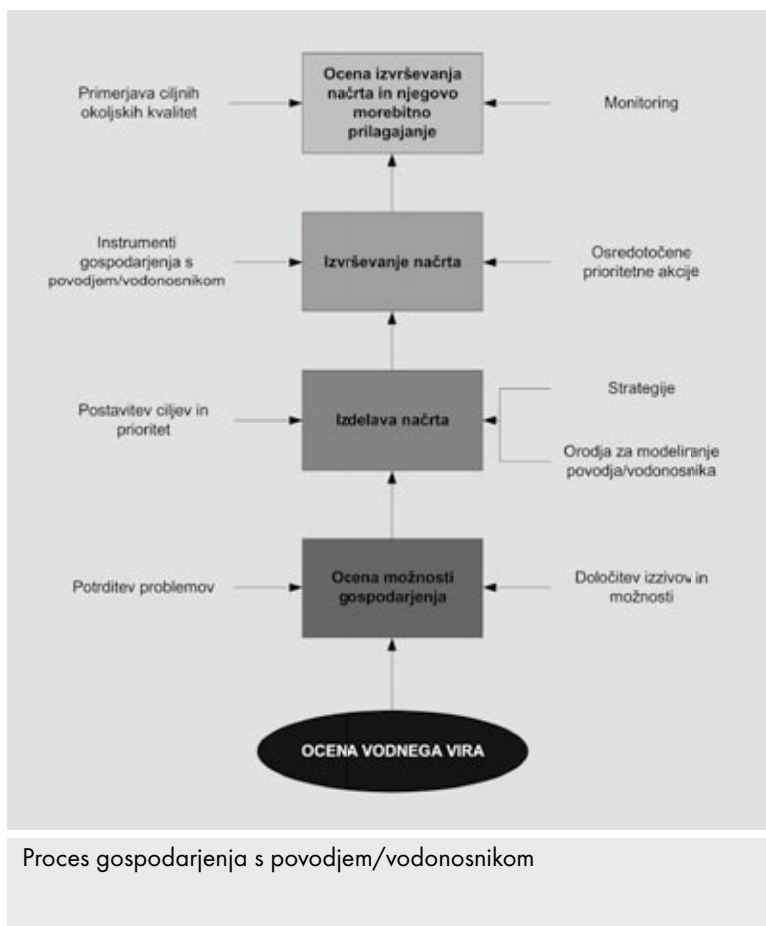 Ocena izvrševanja
načrta in njegovo
morebitno
prilagajanje
Primerjava ciljnih
okoljskih kvalitet
Monitoring
Instrumenti
gospodarjenja s
povodjem/vodonosnikom
Izvrševanje načrta
Osredotočene
prioritetne akcije
Postavitev ciljev in
prioritet
Izdelava načrta
Strategije
Orodja za modeliranje
povodja/vodonosnika
Potrditev problemov
Ocena možnosti
gospodarjenja
Določitev izzivov in
možnosti
OCENA VODNEGA VIRA
Proces gospodarjenja s povodjem/vodonosnikom